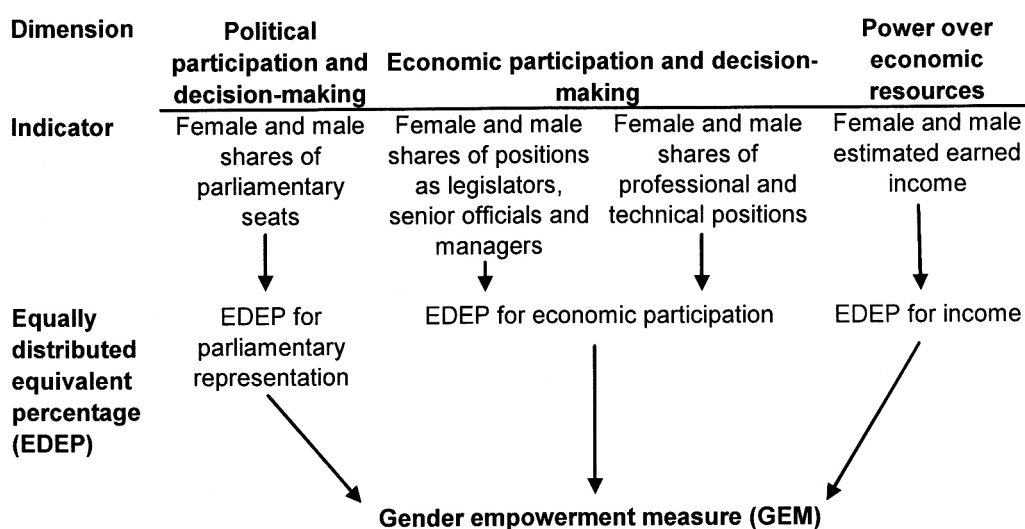 Dimension
Political
participation and
decision-making
Economic participation and decision-
making
Power over
economic
resources
Indicator
Female and male
shares of
parliamentary
seats
Female and male
shares of positions
as legislators,
senior officials and
managers
Female and male
shares of
professional and
technical positions
Female and male
estimated earned
income
Equally
distributed
equivalent
percentage
(EDEP)
EDEP for
parliamentary
representation
EDEP for economic participation
EDEP for income
Gender empowerment measure (GEM)